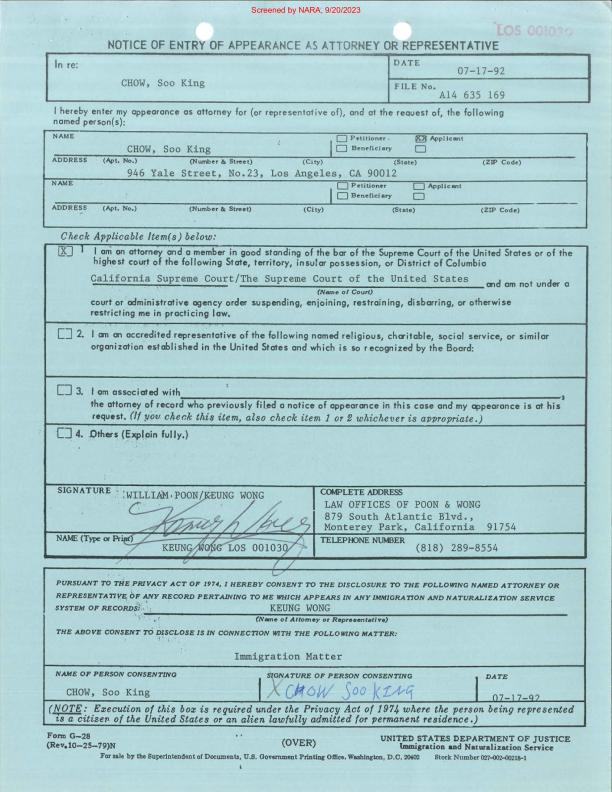 Screened by NARA, 9/20/2023
LOS 001030
NOTICE OF ENTRY OF APPEARANCE AS ATTORNEY OR REPRESENTATIVE
In re:
CHOW, Soo King
DATE
07-17-92
FILE No.
A14 635 169
I hereby enter my appearance as attorney for (or representative of), and at the request of, the following
named person(s):
NAME
CHOW, Soo King
Petitioner
X Applicant
Beneficiary
ADDRESS (Apt. No.) (Number & Street) (City) (State) (ZIP Code)
946 Yale Street, No.23, Los Angeles, CA 90012
NAME
Petitioner
Applicant
Beneficiary
ADDRESS (Apt. No.) (Number & Street) (City) (State) (ZIP Code)
Check Applicable Item(s) below:
X 1 I am an attorney and a member in good standing of the bar of the Supreme Court of the United States or of the
highest court of the following State, territory, insular possession, or District of Columbia
California Supreme Court/The Supreme Court of the United States and am not under a
(Name of Court)
court or administrative agency order suspending, enjoining, restraining, disbarring, or otherwise
restricting me in practicing law.
2. I am an accredited representative of the following named religious, charitable, social service, or similar
organization established in the United States and which is so recognized by the Board:
3. I am associated with
the attorney of record who previously filed a notice of appearance in this case and my appearance is at his
request. (If you check this item, also check item 1 or 2 whichever is appropriate.)
4. Others (Explain fully.)
SIGNATURE
WILLIAM POON/KEUNG WONG
Keung Wong
COMPLETE ADDRESS
LAW OFFICES OF POON & WONG
879 South Atlantic Blvd.,
Monterey Park, California 91754
NAME (Type or Print)
KEUNG WONG LOS 001030
TELEPHONE NUMBER
(818) 289-8554
PURSUANT TO THE PRIVACY ACT OF 1974, I HEREBY CONSENT TO THE DISCLOSURE TO THE FOLLOWING NAMED ATTORNEY OR
REPRESENTATIVE OF ANY RECORD PERTAINING TO ME WHICH APPEARS IN ANY IMMIGRATION AND NATURALIZATION SERVICE
SYSTEM OF RECORDS: KEUNG WONG
(Name of Attorney or Representative)
THE ABOVE CONSENT TO DISCLOSE IS IN CONNECTION WITH THE FOLLOWING MATTER:
Immigration Matter
NAME OF PERSON CONSENTING
CHOW, Soo King
SIGNATURE OF PERSON CONSENTING
X CHOW SOO KING
DATE
07-17-92
(NOTE: Execution of this box is required under the Privacy Act of 1974 where the person being represented
is a citizen of the United States or an alien lawfully admitted for permanent residence.)
Form G-28
(Rev.10-25-79)N
(OVER)
UNITED STATES DEPARTMENT OF JUSTICE
Immigration and Naturalization Service
For sale by the Superintendent of Documents, U.S. Government Printing Office, Washington, D.C. 20402 Stock Number 027-002-00218-1